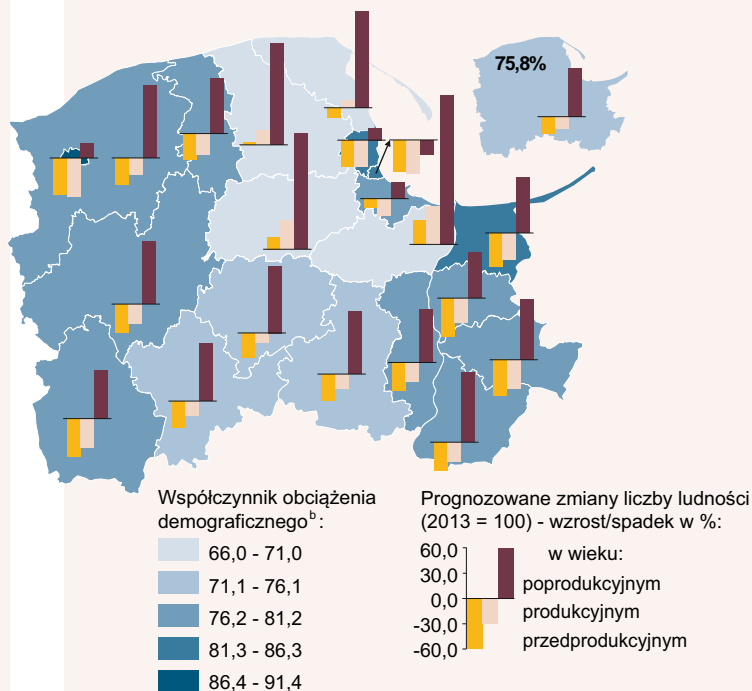 75,8%
Współczynnik obciążenia
demograficznego b :
66,0 - 71,0
71,1 - 76,1
76,2 - 81,2
81,3 - 86,3
86,4 - 91,4
Prognozowane zmiany liczby ludności
(2013 = 100) - wzrost/spadek w %:
60,0
30,0
0,0
-30,0
-60,0
w wieku:
poprodukcyjnym
produkcyjnym
przedprodukcyjnym